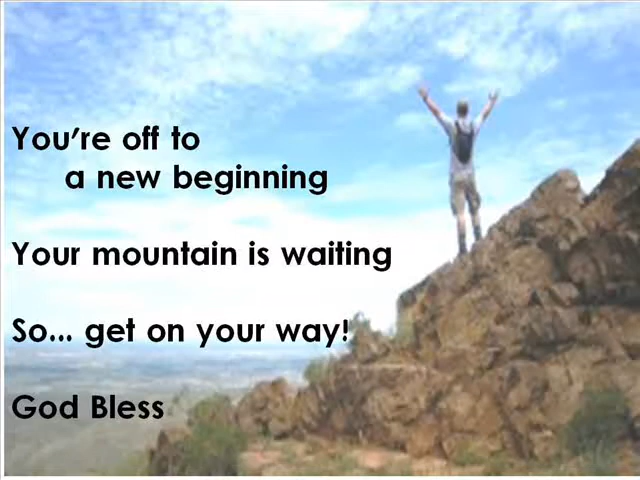 You're off to
a new beginning
Your mountain is waiting
So... get on your way!
God Bless